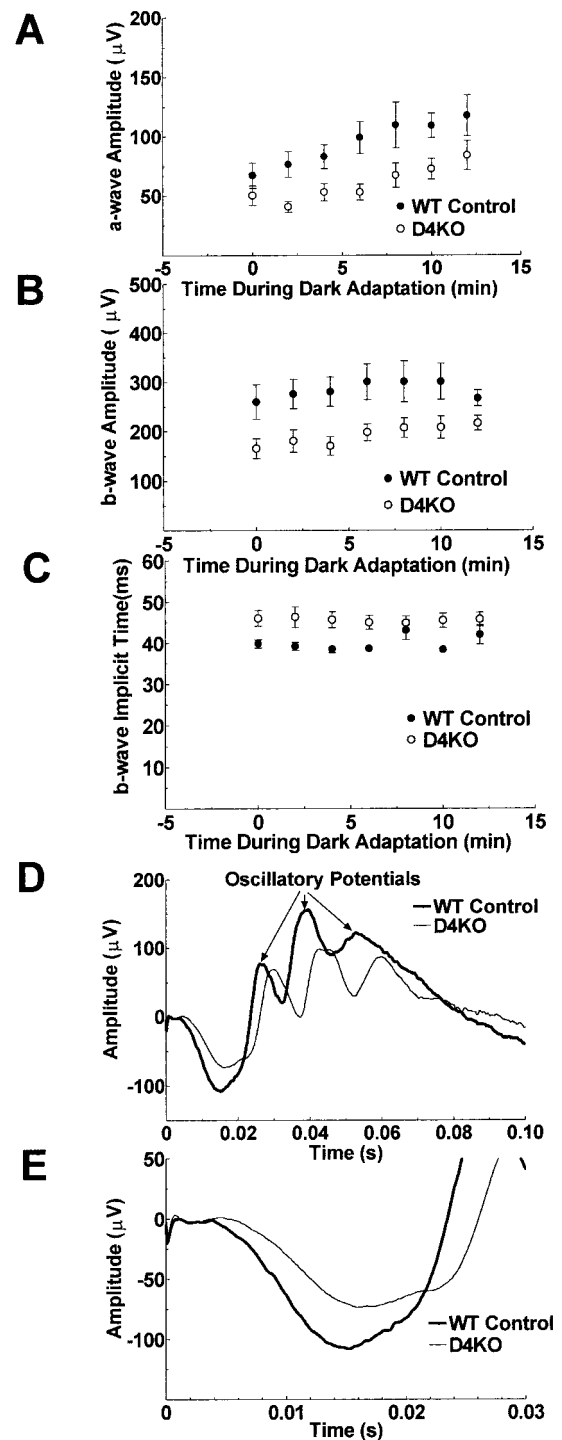 A
a-wave Amplitude ( μV)
200
150
100
50
● WT Control
○ D4KO
-5 0 5 10 15
Time During Dark Adaptation (min)
B
b-wave Amplitude ( μV)
500
400
300
200
100
● WT Control
○ D4KO
-5 0 5 10 15
Time During Dark Adaptation (min)
C
b-wave Implicit Time(ms)
60
50
40
30
20
10
● WT Control
○ D4KO
-5 0 5 10 15
Time During Dark Adaptation (min)
D
Amplitude (μV)
200
100
0
-100
Oscillatory Potentials
WT Control
D4KO
0 0.02 0.04 0.06 0.08 0.10
Time (s)
E
Amplitude (μV)
50
0
-50
-100
WT Control
D4KO
0 0.01 0.02 0.03
Time (s)